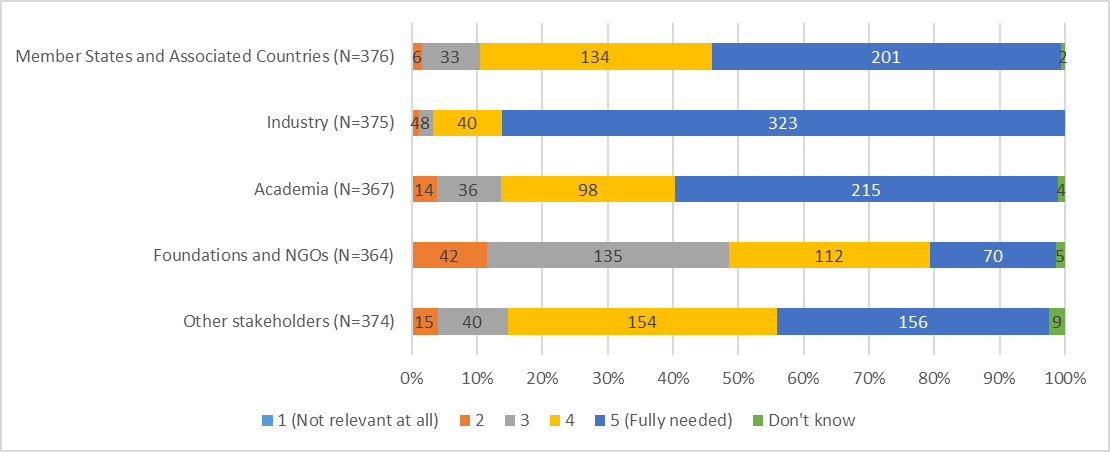 Member States and Associated Countries (N=376) 6 33 134 201 2
Industry (N=375) 4 8 40 323
Academia (N=367) 14 36 98 215 4
Foundations and NGOs (N=364) 42 135 112 70 5
Other stakeholders (N=374) 15 40 154 156 9
0% 10% 20% 30% 40% 50% 60% 70% 80% 90% 100%
1 (Not relevant at all) 2 3 4 5 (Fully needed) Don't know